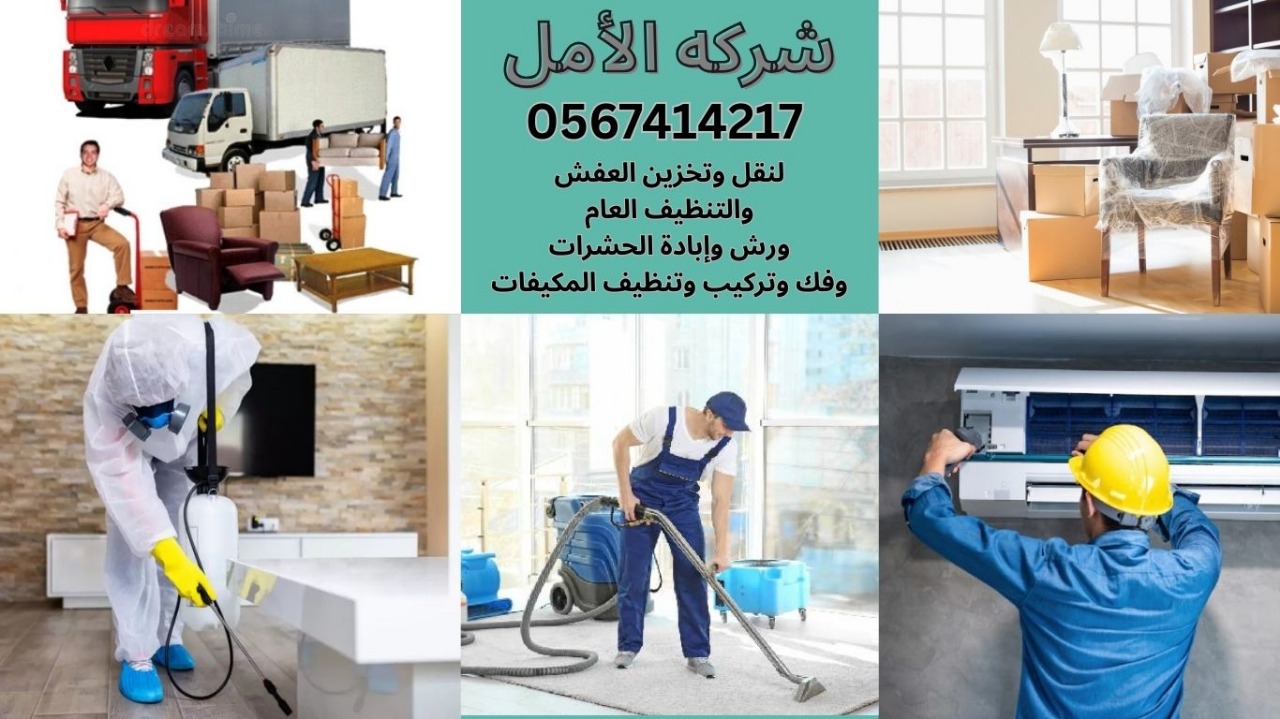 شركه الأمل
0567414217
لنقل وتخزين العفش
والتنظيف العام
ورش وإبادة الحشرات
وفك وتركيب وتنظيف المكيفات